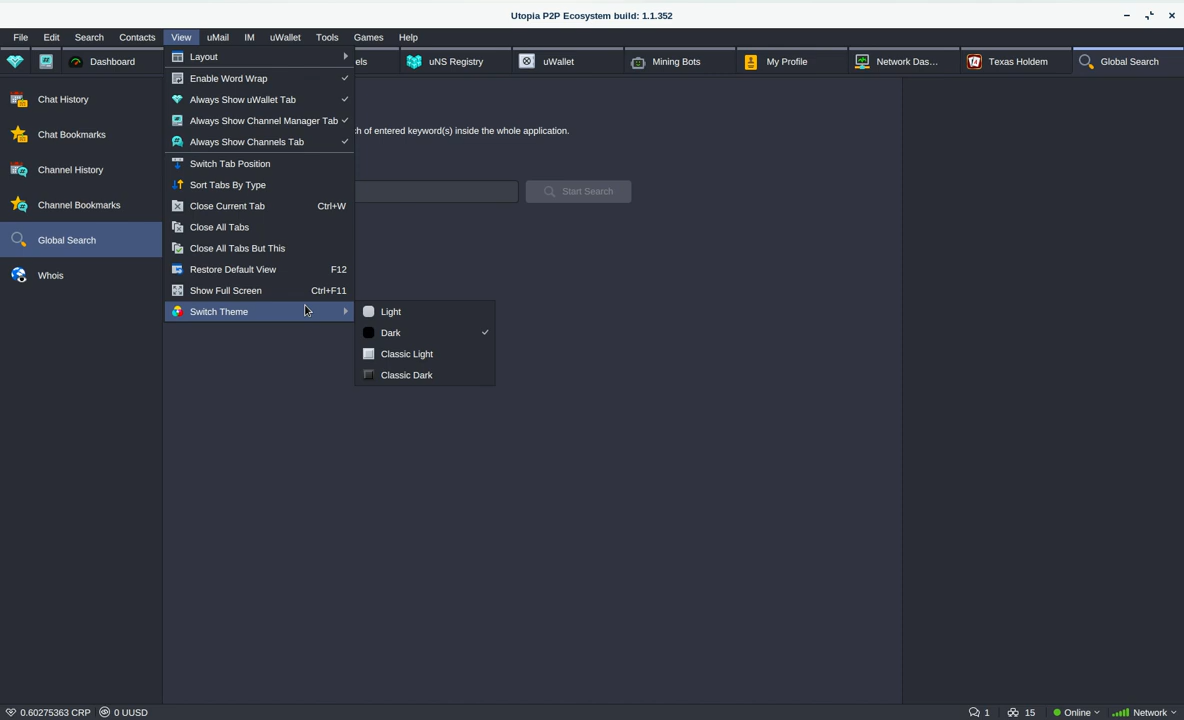 Utopia P2P Ecosystem build: 1.1.352
File Edit Search Contacts View uMail IM uWallet Tools Games Help
Dashboard els uNS Registry uWallet Mining Bots My Profile Network Das... Texas Holdem Global Search
Chat History
Chat Bookmarks
Channel History
Channel Bookmarks
Global Search
Whois
Layout
Enable Word Wrap
Always Show uWallet Tab
Always Show Channel Manager Tab
Always Show Channels Tab
Switch Tab Position
Sort Tabs By Type
Close Current Tab Ctrl+W
Close All Tabs
Close All Tabs But This
Restore Default View F12
Show Full Screen Ctrl+F11
Switch Theme
Light
Dark
Classic Light
Classic Dark
ch of entered keyword(s) inside the whole application.
Start Search
0.60275363 CRP 0 UUSD 1 15 Online Network